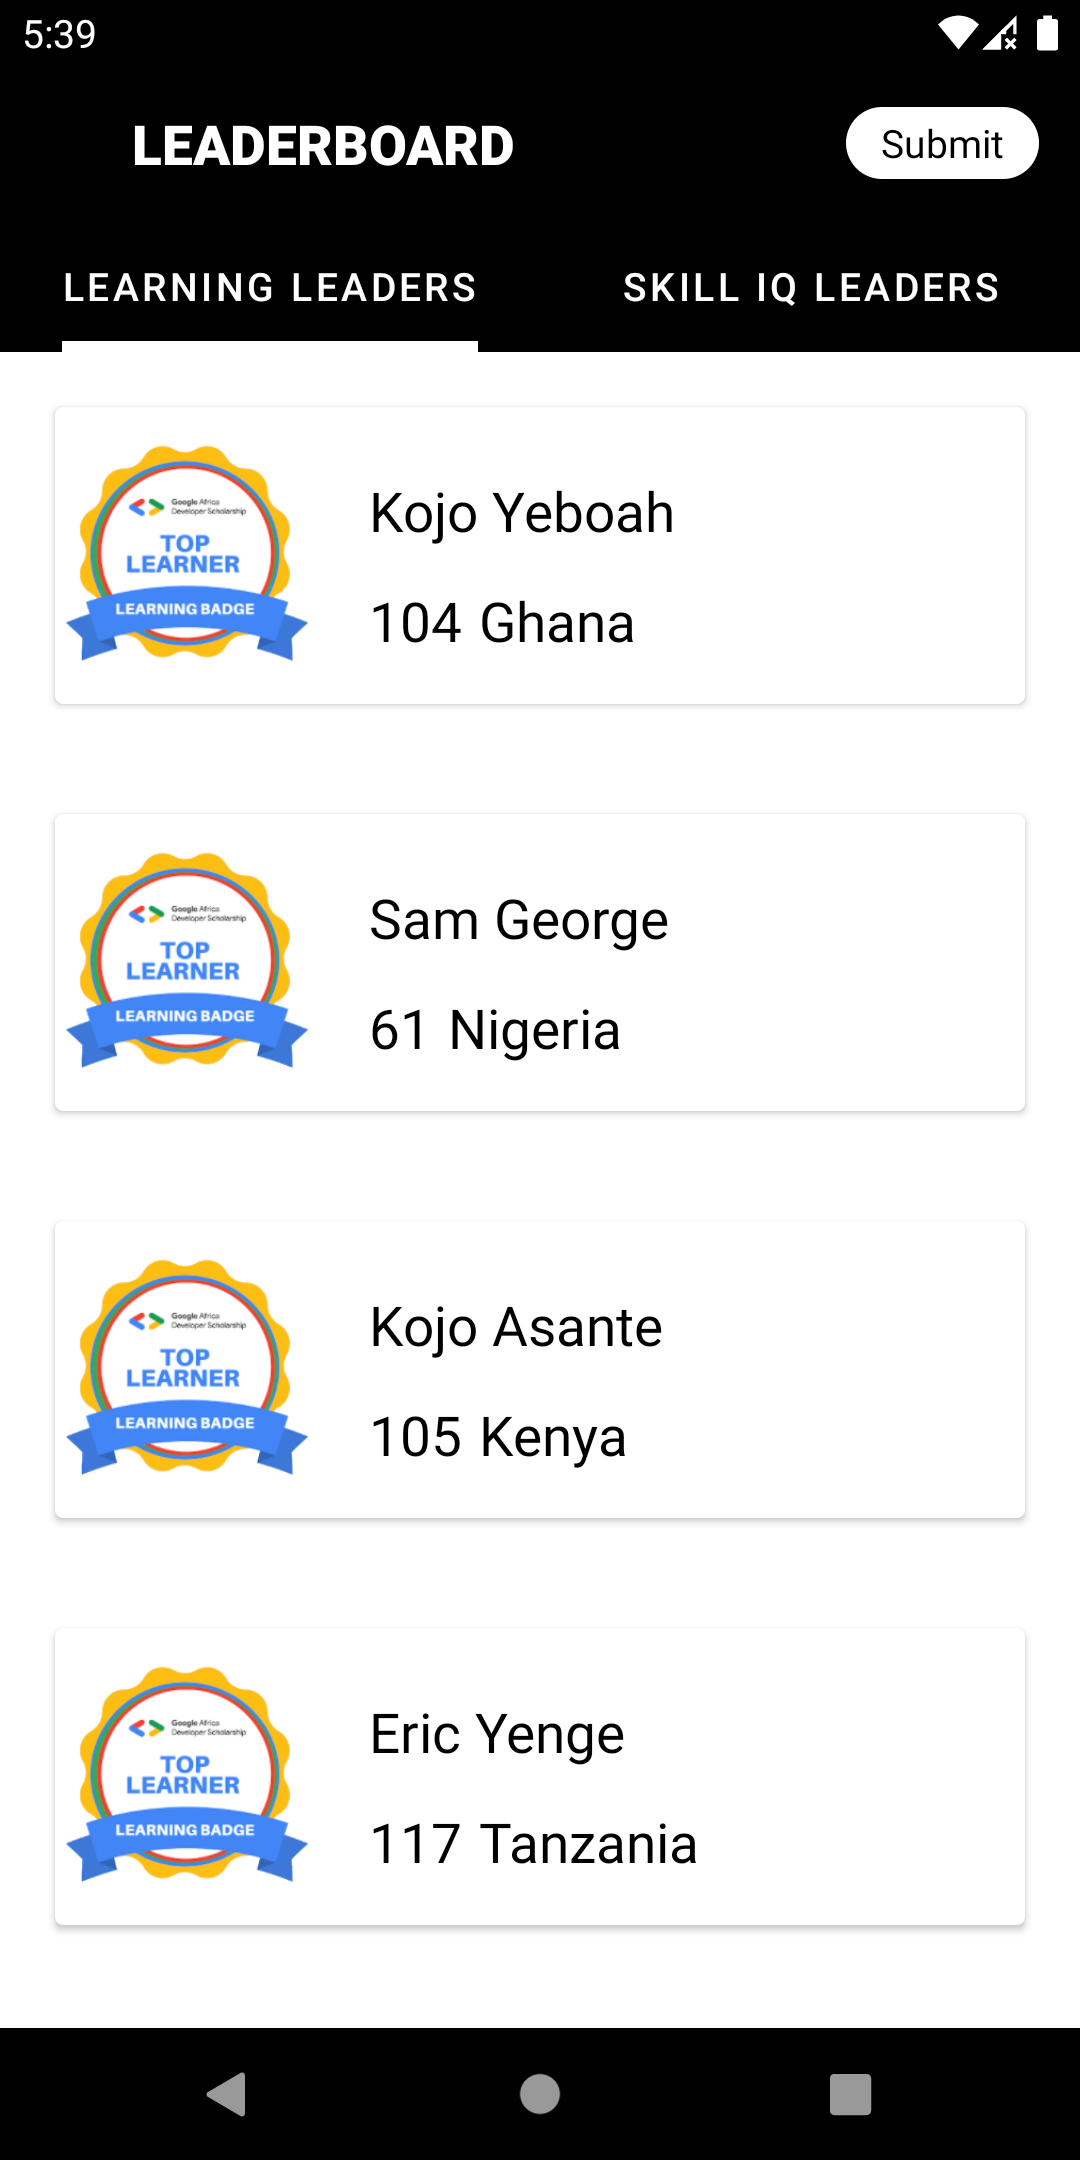 5:39
LEADERBOARD
Submit
LEARNING LEADERS
SKILL IQ LEADERS
Google Africa
Developer Scholarship
TOP
LEARNER
LEARNING BADGE
Kojo Yeboah
104 Ghana
Google Africa
Developer Scholarship
TOP
LEARNER
LEARNING BADGE
Sam George
61 Nigeria
Google Africa
Developer Scholarship
TOP
LEARNER
LEARNING BADGE
Kojo Asante
105 Kenya
Google Africa
Developer Scholarship
TOP
LEARNER
LEARNING BADGE
Eric Yenge
117 Tanzania